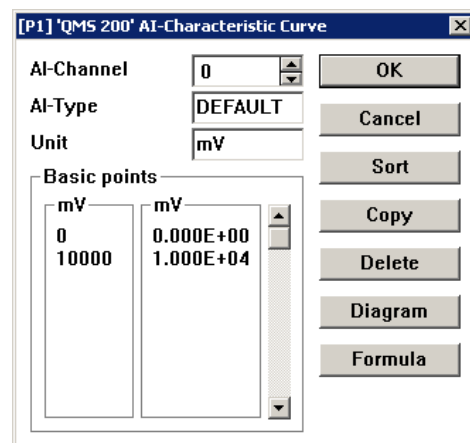 [P1] 'QMS 200' AI-Characteristic Curve
AI-Channel
0
OK
AI-Type
DEFAULT
Cancel
Unit
mV
Sort
Basic points
mV
mV
0
0.000E+00
10000
1.000E+04
Copy
Delete
Diagram
Formula